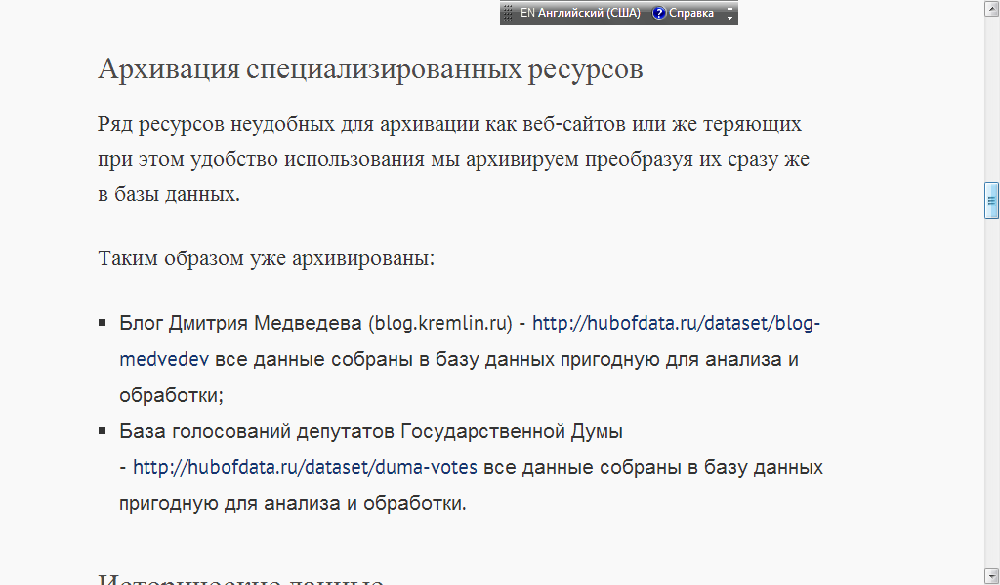 EN Английский (США) ? Справка
Архивация специализированных ресурсов
Ряд ресурсов неудобных для архивации как веб-сайтов или же теряющих
при этом удобство использования мы архивируем преобразуя их сразу же
в базы данных.
Таким образом уже архивированы:
Блог Дмитрия Медведева (blog.kremlin.ru) - http://hubofdata.ru/dataset/blog-
medvedev все данные собраны в базу данных пригодную для анализа и
обработки;
База голосований депутатов Государственной Думы
- http://hubofdata.ru/dataset/duma-votes все данные собраны в базу данных
пригодную для анализа и обработки.
Исторические данные